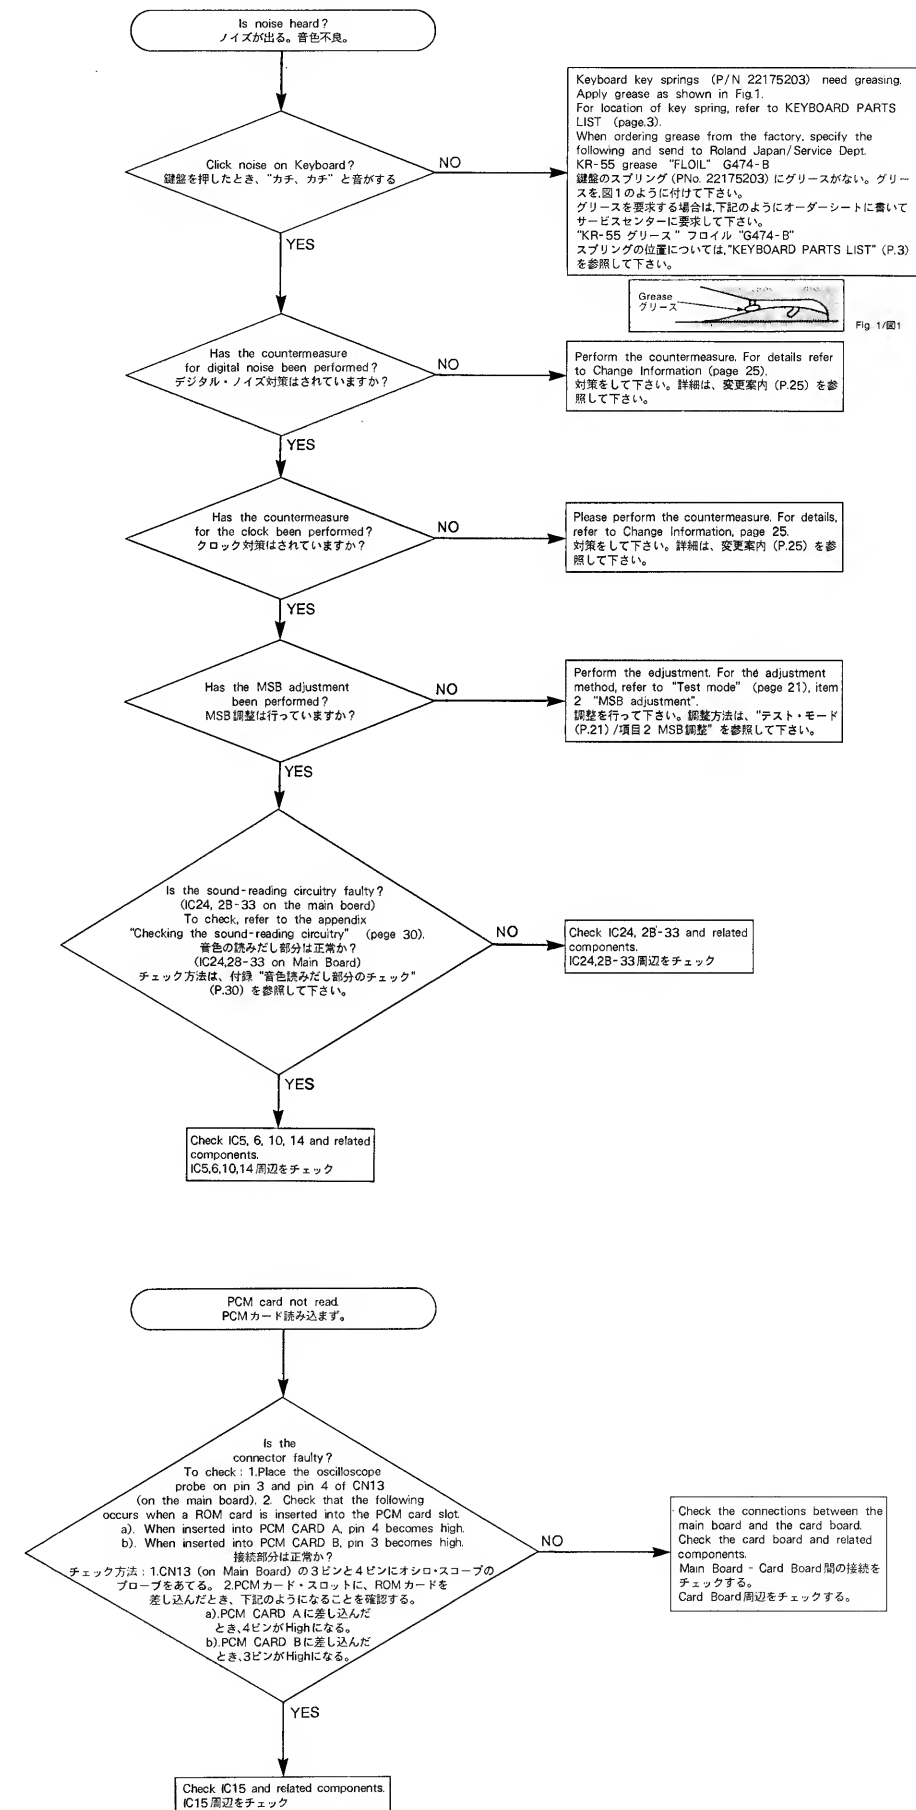 Is noise heard?
ノイズが出る。音色不良。
Click noise on Keyboard?
鍵盤を押したとき、"カチ、カチ" と音がする
NO
Keyboard key springs (P/N 22175203) need greasing.
Apply grease as shown in Fig.1.
For location of key spring, refer to KEYBOARD PARTS
LIST (page.3).
When ordering grease from the factory, specify the
following and send to Roland Japan/Service Dept.
KR-55 grease "FLOIL" G474-B
鍵盤のスプリング (PNo. 22175203) にグリースがない。グリー
スを,図1のように付けて下さい。
グリースを要求する場合は,下記のようにオーダーシートに書いて
サービスセンターに要求して下さい。
"KR-55 グリース" フロイル "G474-B"
スプリングの位置については,"KEYBOARD PARTS LIST" (P.3)
を参照して下さい。
Grease
グリース
Fig. 1/図1
YES
Has the countermeasure
for digital noise been performed?
デジタル・ノイズ対策はされていますか?
NO
Perform the countermeasure. For details refer
to Change Information (page 25).
対策をして下さい。詳細は、変更案内 (P.25) を参
照して下さい。
YES
Has the countermeasure
for the clock been performed?
クロック対策はされていますか?
NO
Please perform the countermeasure. For details,
refer to Change Information, page 25.
対策をして下さい。詳細は、変更案内 (P.25) を参
照して下さい。
YES
Has the MSB adjustment
been performed?
MSB調整は行っていますか?
NO
Perform the edjustment. For the adjustment
method, refer to "Test mode" (pege 21), item
2 "MSB adjustment".
調整を行って下さい。調整方法は、"テスト・モード
(P.21) /項目2 MSB調整" を参照して下さい。
YES
Is the sound-reading circuitry faulty?
(IC24, 2B-33 on the main boerd)
To check, refer to the appendix
"Checking the sound-reading circuitry" (pege 30).
音色の読みだし部分は正常か?
(IC24,28-33 on Main Board)
チェック方法は、付録 "音色読みだし部分のチェック"
(P.30) を参照して下さい。
NO
Check IC24, 2B-33 and related
components.
IC24,2B-33周辺をチェック
YES
Check IC5, 6, 10, 14 and related
components.
IC5,6,10,14周辺をチェック
PCM card not read.
PCMカード読み込まず。
Is the
connector faulty?
To check : 1.Place the oscilloscope
probe on pin 3 and pin 4 of CN13
(on the main board). 2. Check that the following
occurs when a ROM card is inserted into the PCM card slot.
a). When inserted into PCM CARD A, pin 4 becomes high.
b). When inserted into PCM CARD B, pin 3 becomes high.
接続部分は正常か?
チェック方法 : 1.CN13 (on Main Board) の3ピンと4ピンにオシロ・スコープの
プローブをあてる。 2.PCMカード・スロットに、ROMカードを
差し込んだとき、下記のようになることを確認する。
a).PCM CARD Aに差し込んだ
とき、4ピンがHighになる。
b).PCM CARD Bに差し込んだ
とき、3ピンがHighになる。
NO
Check the connections between the
main board and the card board.
Check the card board and related
components.
Main Board - Card Board間の接続を
チェックする。
Card Board周辺をチェックする。
YES
Check IC15 and related components.
IC15周辺をチェック